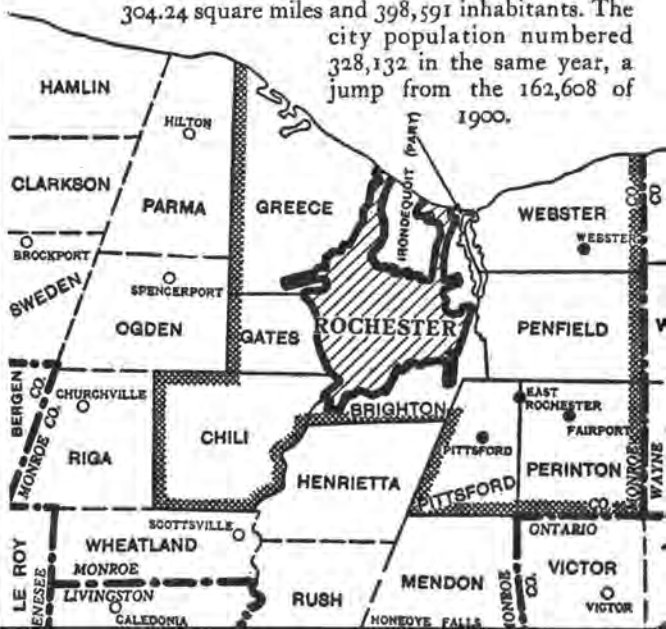 304.24 square miles and 398,591 inhabitants. The
city population numbered
328,132 in the same year, a
jump from the 162,608 of
1900.
HAMLIN
HILTON
CLARKSON
PARMA
GREECE
IRONDEQUOIT (PART)
WEBSTER
WEBSTER
CO.
CO
BROCKPORT
SWEDEN
SPENCERPORT
OGDEN
GATES
ROCHESTER
PENFIELD
W
BERGEN
CO.
MONROE CO.
CHURCHVILLE
RIGA
CHILI
BRIGHTON
EAST
ROCHESTER
FAIRPORT
PITTSFORD
PITTSFORD
PERINTON
MONROE
WAYNE
HENRIETTA
SCOTTSVILLE
WHEATLAND
CO.
ONTARIO
LE ROY
ENESEE
MONROE
LIVINGSTON
CALEDONIA
RUSH
MENDON
HONEOYE FALLS
MONROE
CO.
VICTOR
VICTOR